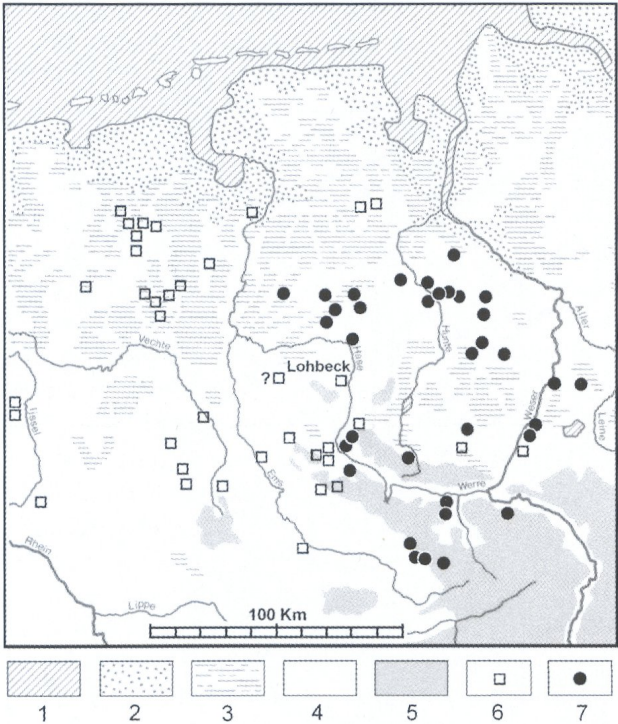 Aller
Vechte
Hase
Hunte
? Lohbeck
Weser
Leine
IJssel
Ems
Werre
Rhein
Lippe
100 Km
1 2 3 4 5 6 7